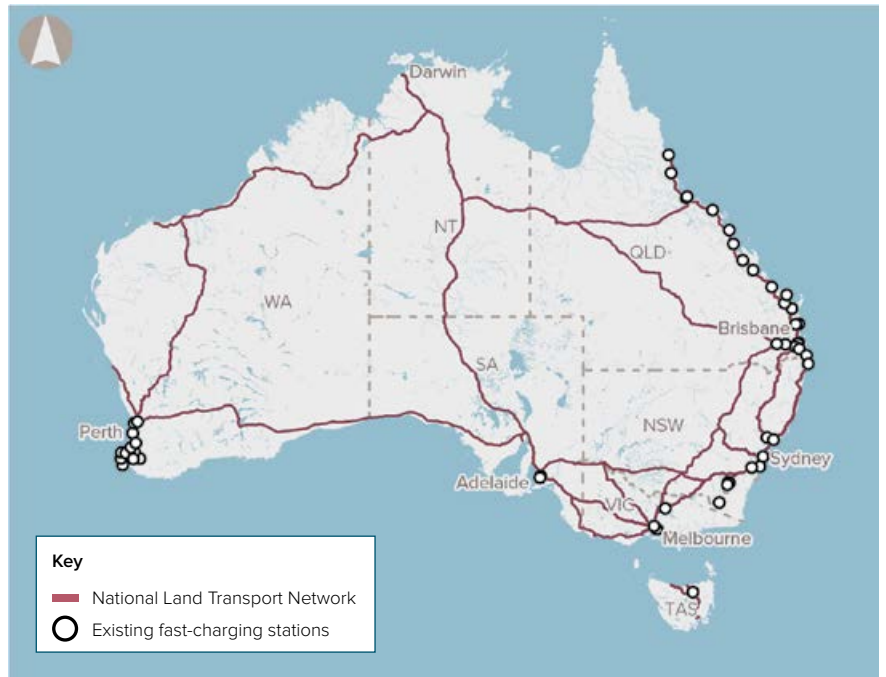 Darwin
NT
QLD
WA
Brisbane
SA
NSW
Perth
Sydney
Adelaide
VIC
Melbourne
TAS
Key
National Land Transport Network
Existing fast-charging stations